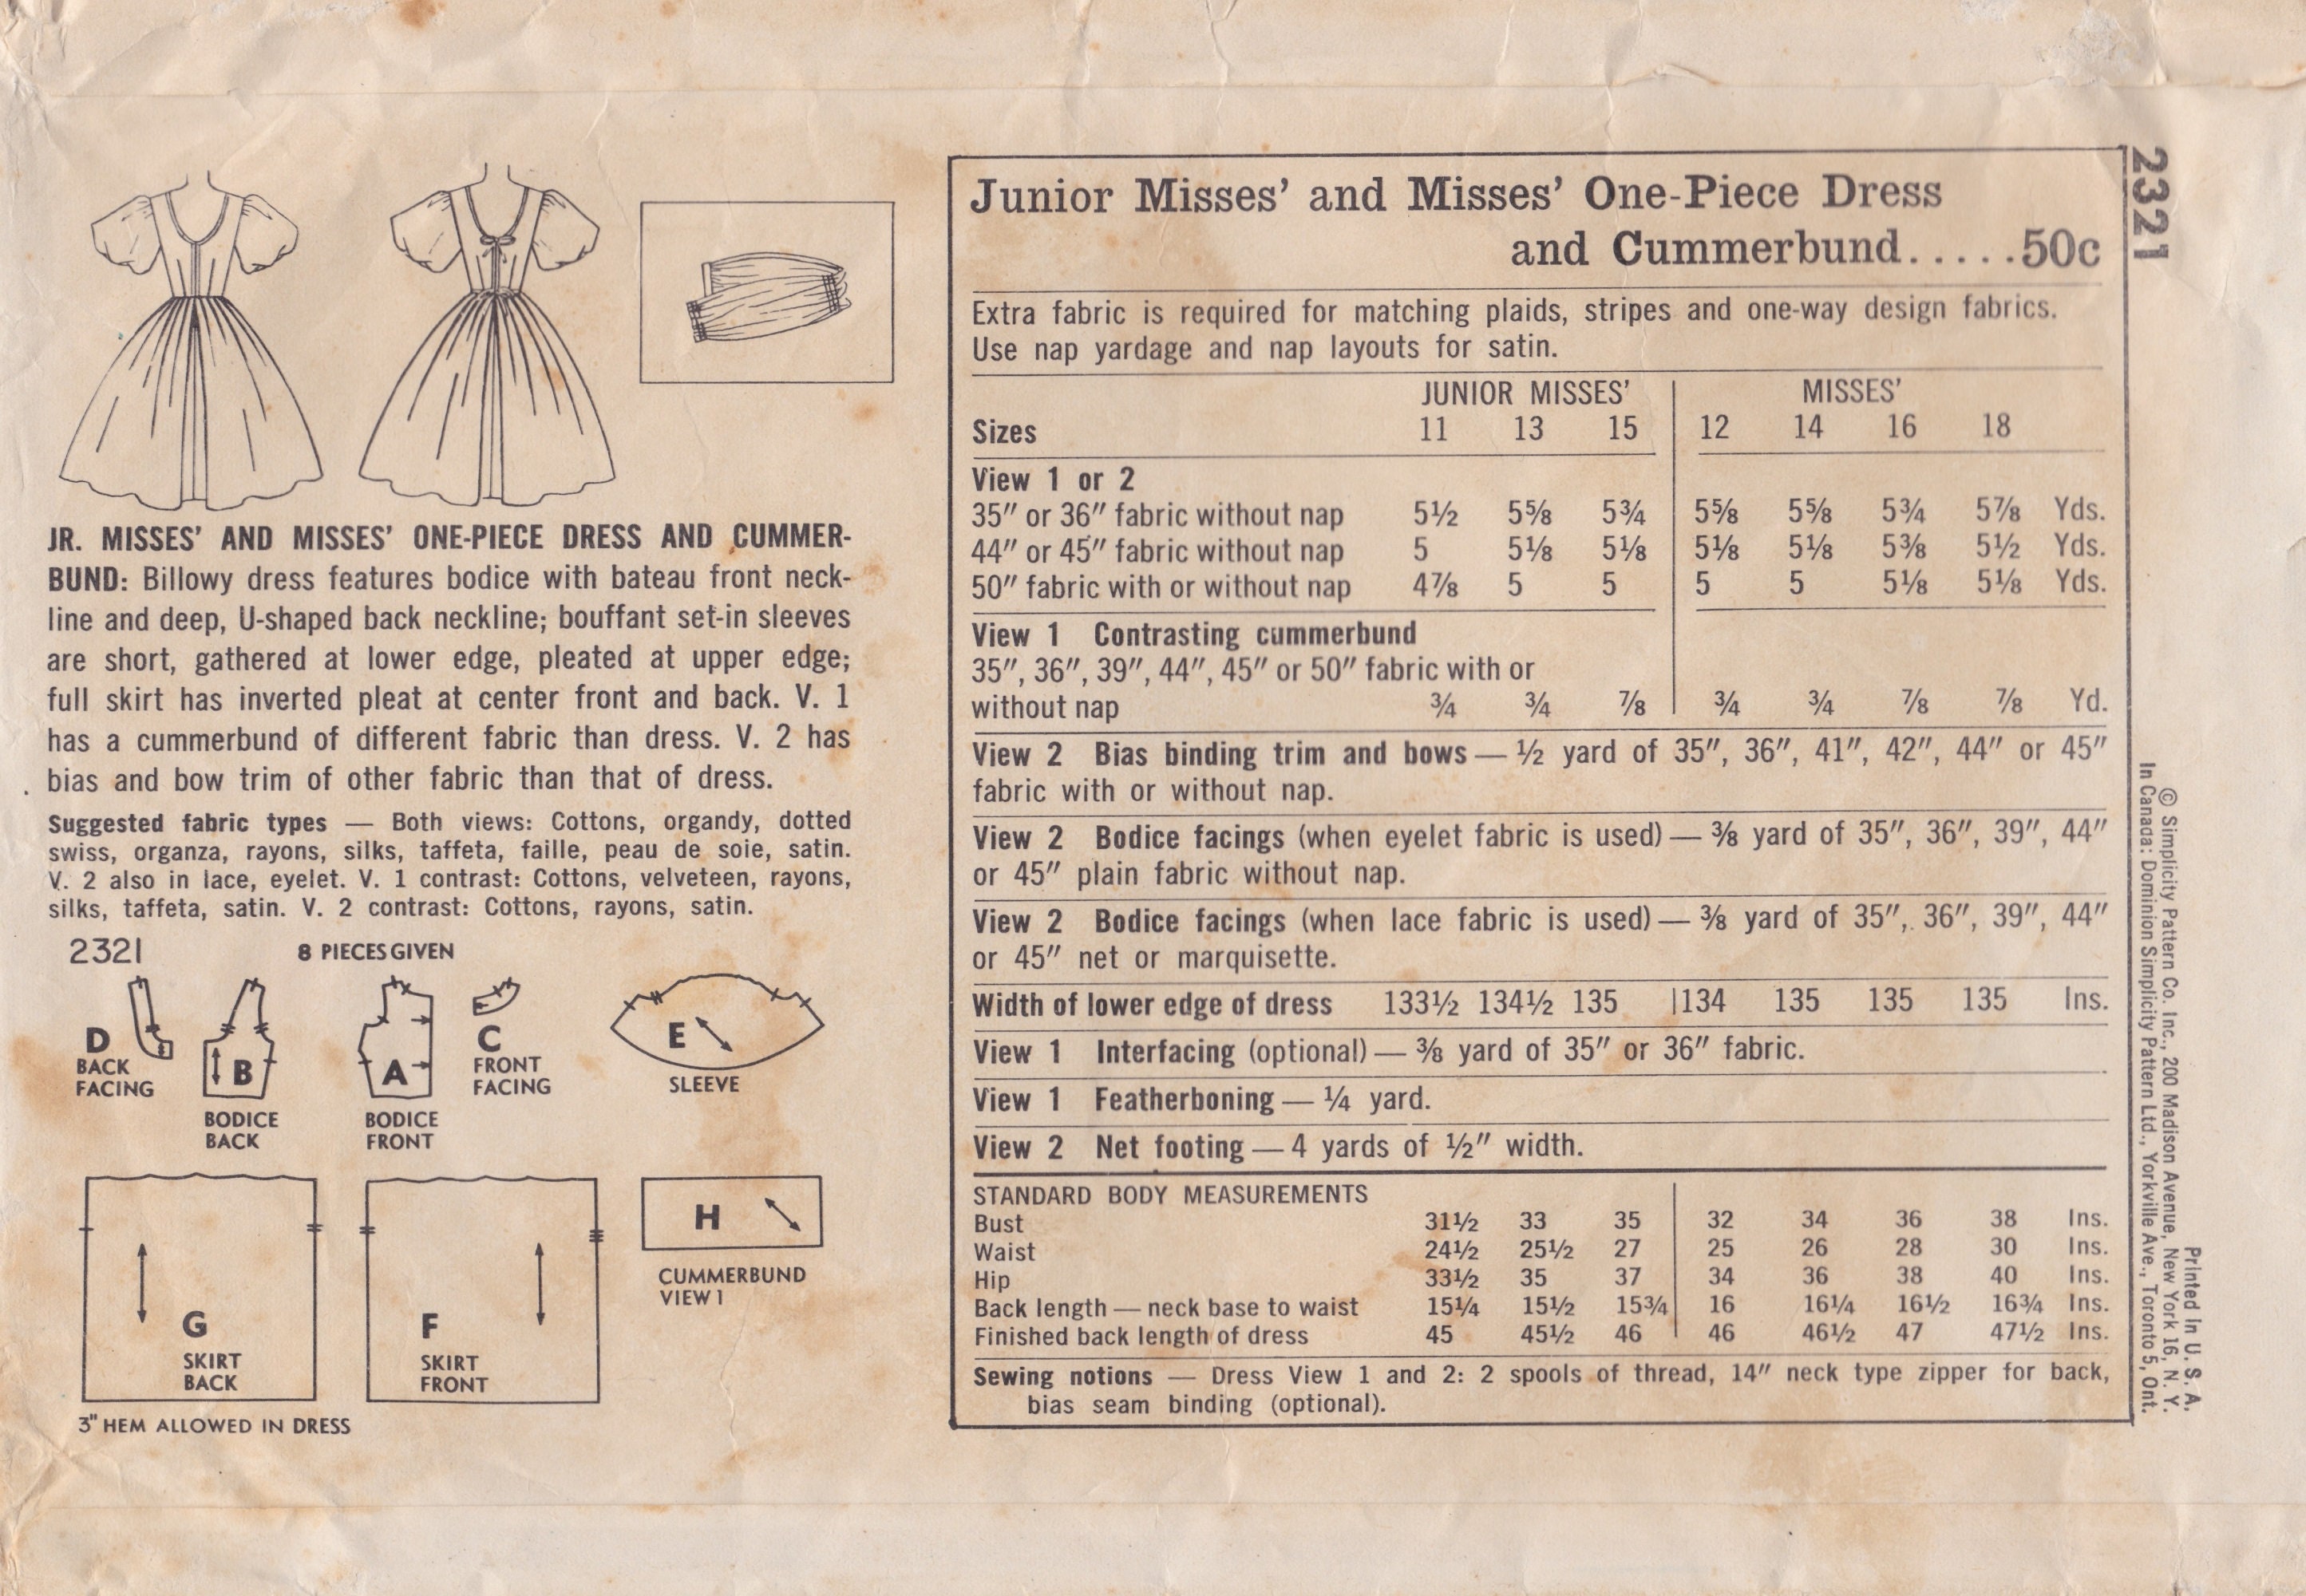 JR. MISSES' AND MISSES' ONE-PIECE DRESS AND CUMMER-
BUND: Billowy dress features bodice with bateau front neck-
line and deep, U-shaped back neckline; bouffant set-in sleeves
are short, gathered at lower edge, pleated at upper edge;
full skirt has inverted pleat at center front and back. V. 1
has a cummerbund of different fabric than dress. V. 2 has
bias and bow trim of other fabric than that of dress.
Suggested fabric types — Both views: Cottons, organdy, dotted
swiss, organza, rayons, silks, taffeta, faille, peau de soie, satin.
V. 2 also in lace, eyelet. V. 1 contrast: Cottons, velveteen, rayons,
silks, taffeta, satin. V. 2 contrast: Cottons, rayons, satin.
2321 8 PIECES GIVEN
D
BACK
FACING
B
BODICE
BACK
A
BODICE
FRONT
C
FRONT
FACING
E
SLEEVE
G
SKIRT
BACK
F
SKIRT
FRONT
H
CUMMERBUND
VIEW 1
3" HEM ALLOWED IN DRESS
Junior Misses' and Misses' One-Piece Dress
and Cummerbund.....50c
Extra fabric is required for matching plaids, stripes and one-way design fabrics.
Use nap yardage and nap layouts for satin.
JUNIOR MISSES' MISSES'
Sizes 11 13 15 12 14 16 18
View 1 or 2
35" or 36" fabric without nap 5½ 5⅝ 5¾ 5⅝ 5⅝ 5¾ 5⅞ Yds.
44" or 45" fabric without nap 5 5⅛ 5⅛ 5⅛ 5⅛ 5⅜ 5½ Yds.
50" fabric with or without nap 4⅞ 5 5 5 5 5⅛ 5⅛ Yds.
View 1 Contrasting cummerbund
35", 36", 39", 44", 45" or 50" fabric with or
without nap ¾ ¾ ⅞ ¾ ¾ ⅞ ⅞ Yd.
View 2 Bias binding trim and bows — ½ yard of 35", 36", 41", 42", 44" or 45"
fabric with or without nap.
View 2 Bodice facings (when eyelet fabric is used) — ⅜ yard of 35", 36", 39", 44"
or 45" plain fabric without nap.
View 2 Bodice facings (when lace fabric is used) — ⅜ yard of 35", 36", 39", 44"
or 45" net or marquisette.
Width of lower edge of dress 133½ 134½ 135 134 135 135 135 Ins.
View 1 Interfacing (optional) — ⅜ yard of 35" or 36" fabric.
View 1 Featherboning — ¼ yard.
View 2 Net footing — 4 yards of ½" width.
STANDARD BODY MEASUREMENTS
Bust 31½ 33 35 32 34 36 38 Ins.
Waist 24½ 25½ 27 25 26 28 30 Ins.
Hip 33½ 35 37 34 36 38 40 Ins.
Back length — neck base to waist 15¼ 15½ 15¾ 16 16¼ 16½ 16¾ Ins.
Finished back length of dress 45 45½ 46 46 46½ 47 47½ Ins.
Sewing notions — Dress View 1 and 2: 2 spools of thread, 14" neck type zipper for back,
bias seam binding (optional).
2321
Printed in U. S. A.
© Simplicity Pattern Co. Inc., 200 Madison Avenue, New York 16, N. Y.
In Canada: Dominion Simplicity Pattern Ltd., Yorkville Ave., Toronto 5, Ont.